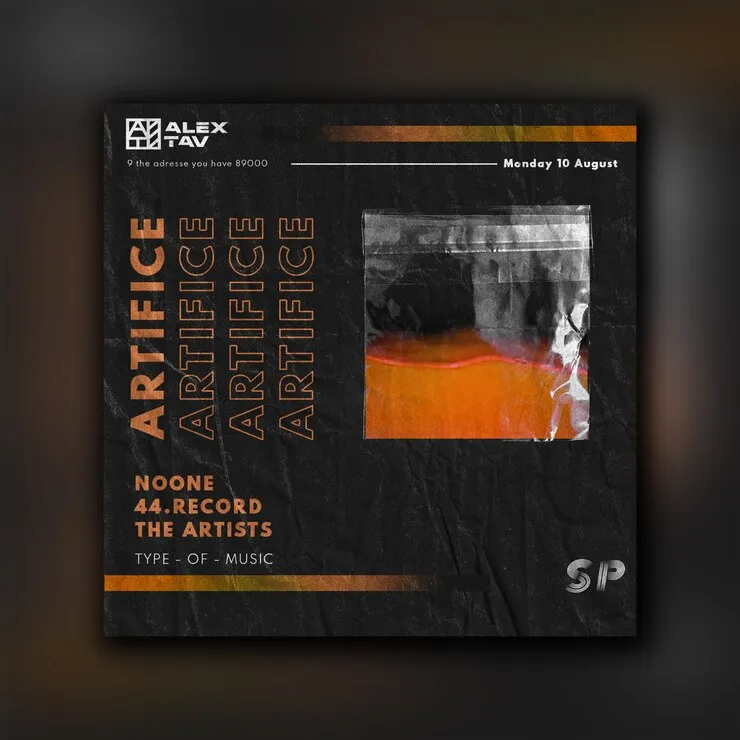 ALEX
TAV
9 the adresse you have 89000
Monday 10 August
ARTIFICE
ARTIFICE
ARTIFICE
ARTIFICE
NOONE
44.RECORD
THE ARTISTS
TYPE - OF - MUSIC
SP